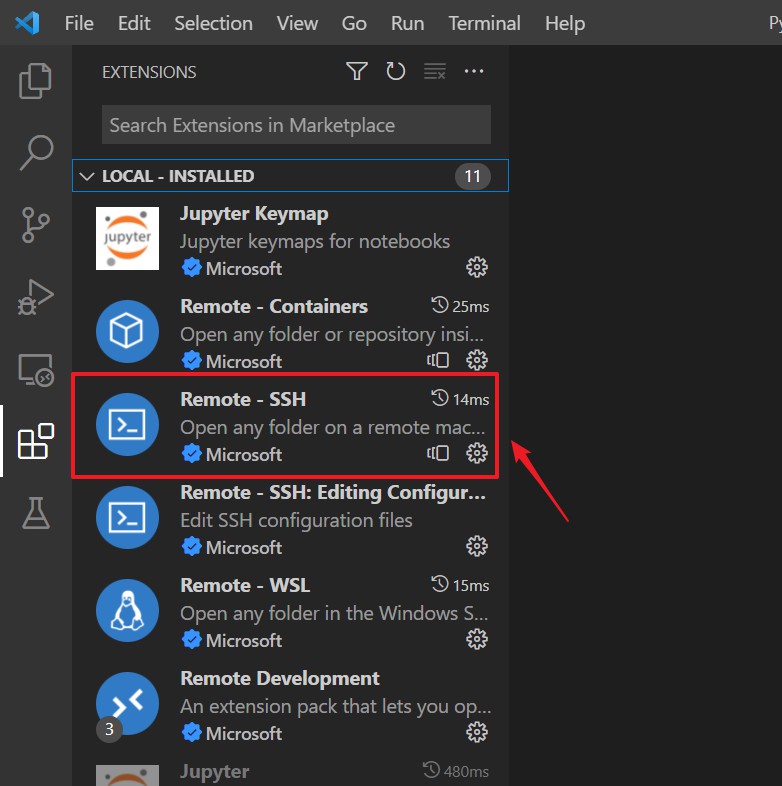 File Edit Selection View Go Run Terminal Help Py
EXTENSIONS
Search Extensions in Marketplace
LOCAL - INSTALLED 11
Jupyter Keymap
jupyter
Jupyter keymaps for notebooks
Microsoft
Remote - Containers 25ms
Open any folder or repository insi...
Microsoft
Remote - SSH 14ms
Open any folder on a remote mac...
Microsoft
Remote - SSH: Editing Configur...
Edit SSH configuration files
Microsoft
Remote - WSL 15ms
Open any folder in the Windows S...
Microsoft
Remote Development
An extension pack that lets you op...
3 Microsoft
Jupyter 480ms